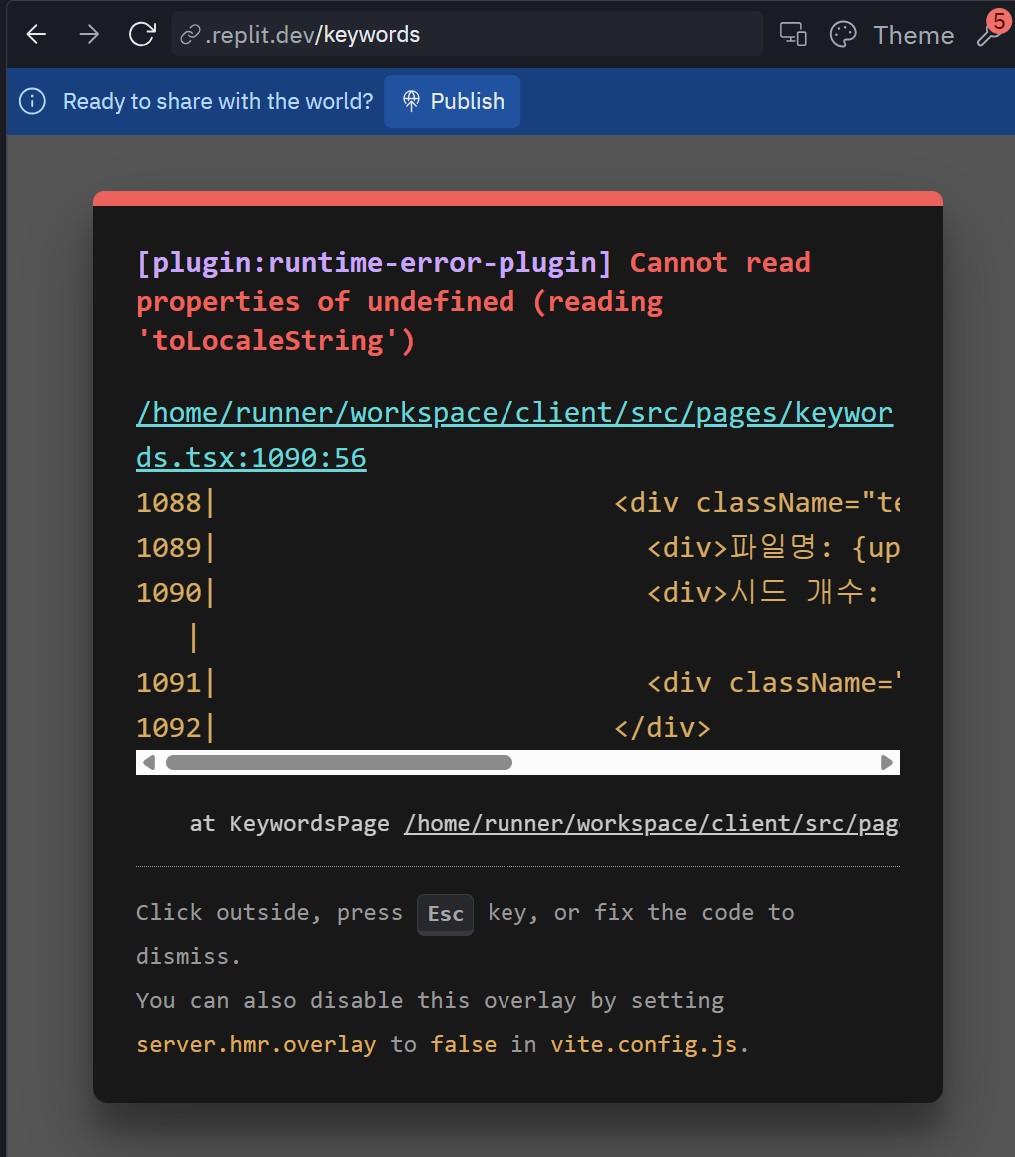 .replit.dev/keywords
Theme
5
Ready to share with the world?
Publish
[plugin:runtime-error-plugin] Cannot read
properties of undefined (reading
'toLocaleString')
/home/runner/workspace/client/src/pages/keywor
ds.tsx:1090:56
1088| <div className="te
1089| <div>파일명: {up
1090| <div>시드 개수:
|
1091| <div className="
1092| </div>
at KeywordsPage /home/runner/workspace/client/src/pag
Click outside, press Esc key, or fix the code to
dismiss.
You can also disable this overlay by setting
server.hmr.overlay to false in vite.config.js.